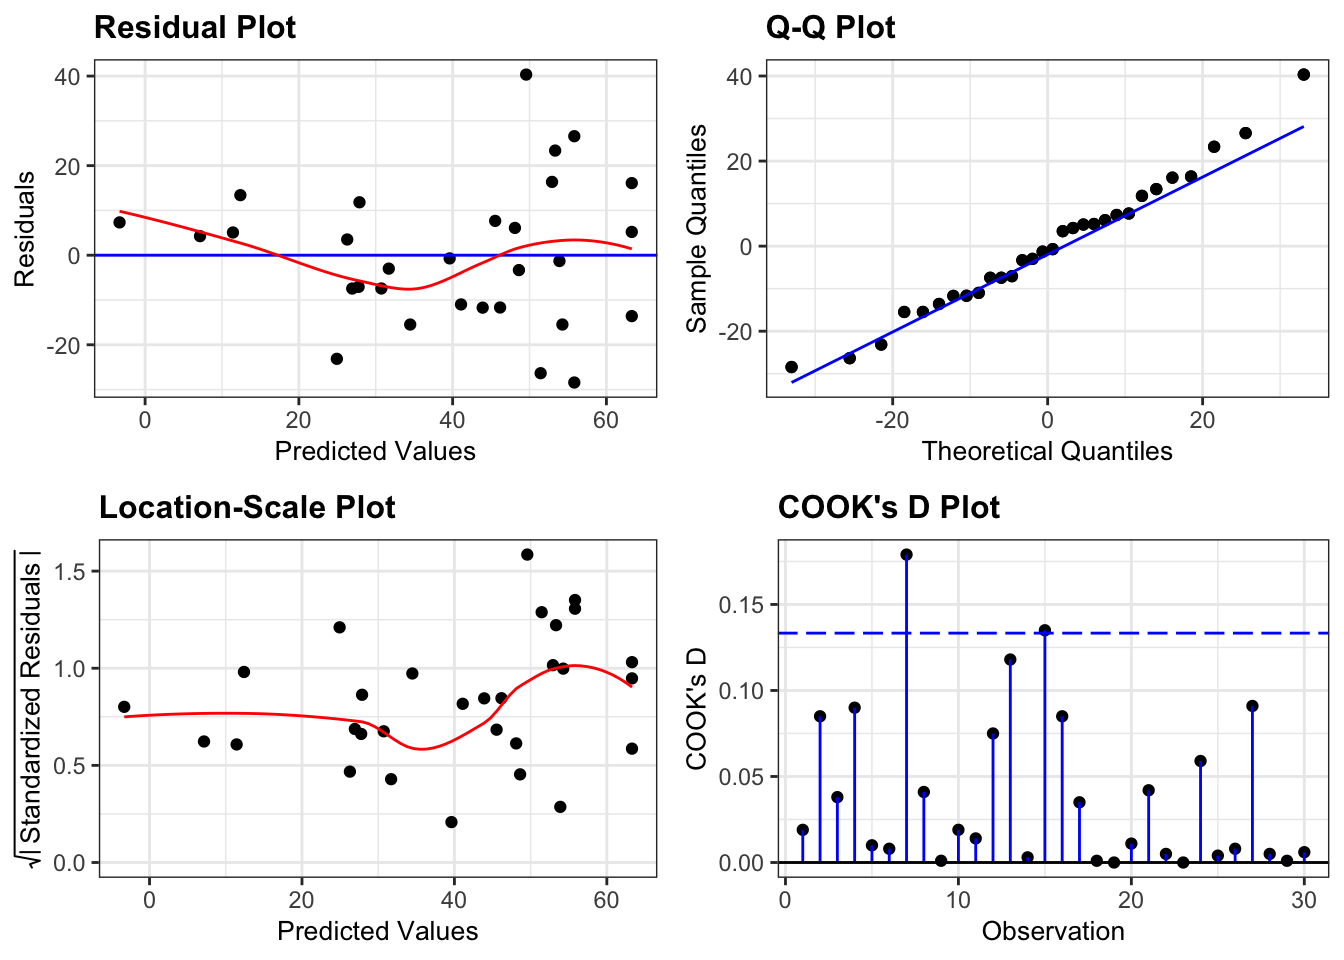 Residual Plot
40
20
0
-20
0
20
40
60
Predicted Values
Residuals
Q-Q Plot
40
20
0
-20
-20
0
20
Theoretical Quantiles
Sample Quantiles
Location-Scale Plot
1.5
1.0
0.5
0.0
0
20
40
60
Predicted Values
√| Standardized Residuals |
COOK's D Plot
0.15
0.10
0.05
0.00
0
10
20
30
Observation
COOK's D